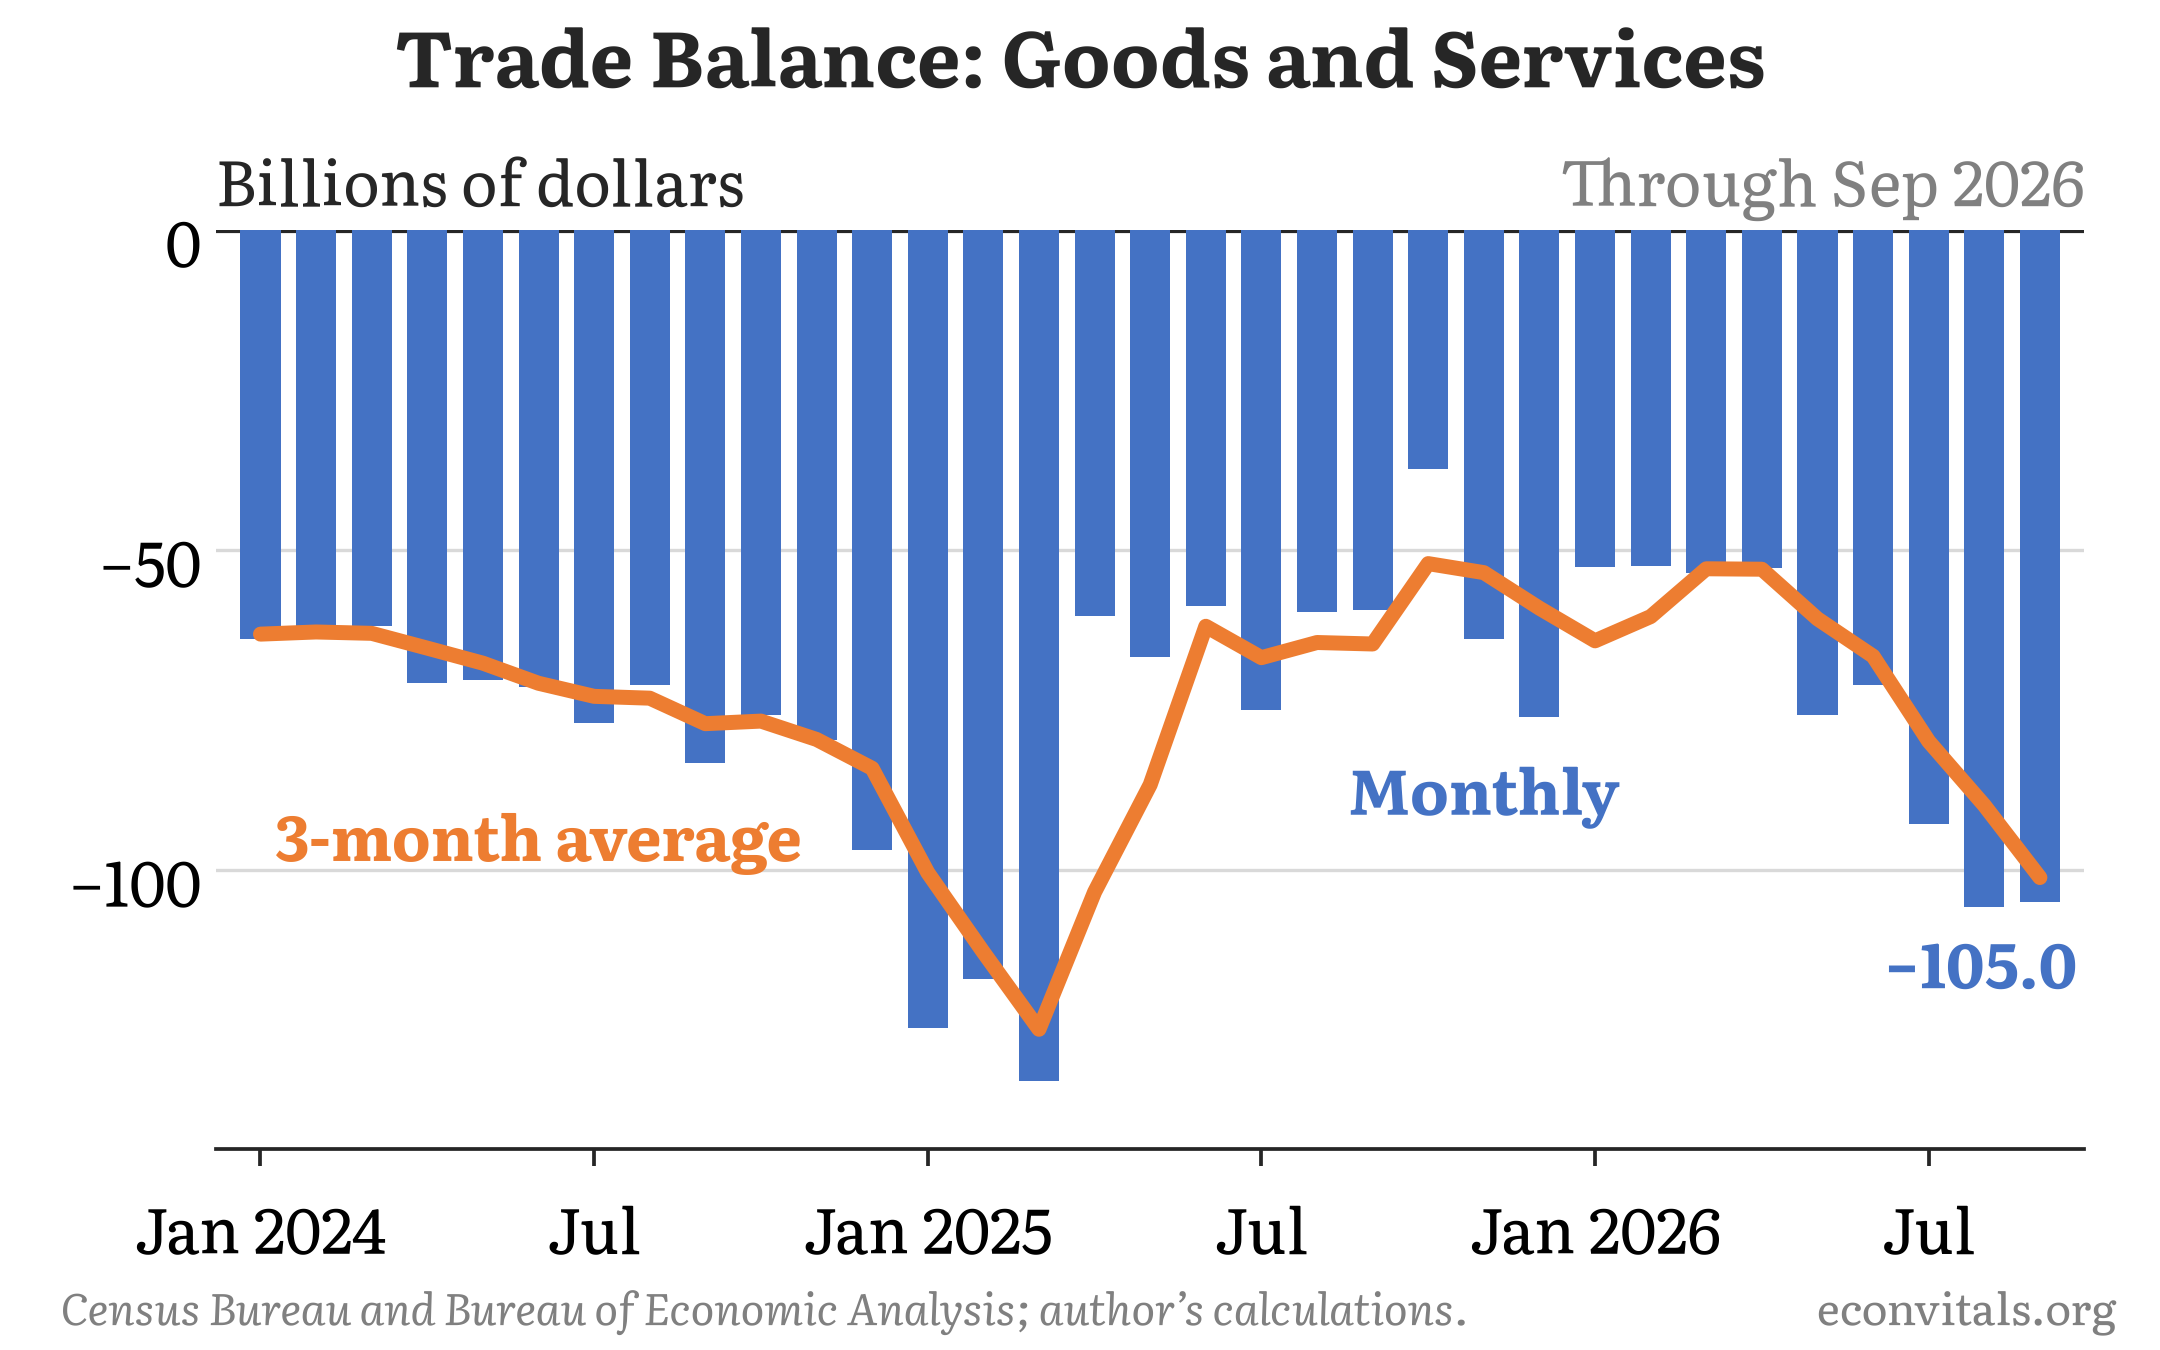 Trade Balance: Goods and Services
Billions of dollars
Through Sep 2026
0
−50
−100
3-month average
Monthly
−105.0
Jan 2024
Jul
Jan 2025
Jul
Jan 2026
Jul
Census Bureau and Bureau of Economic Analysis; author’s calculations.
econvitals.org